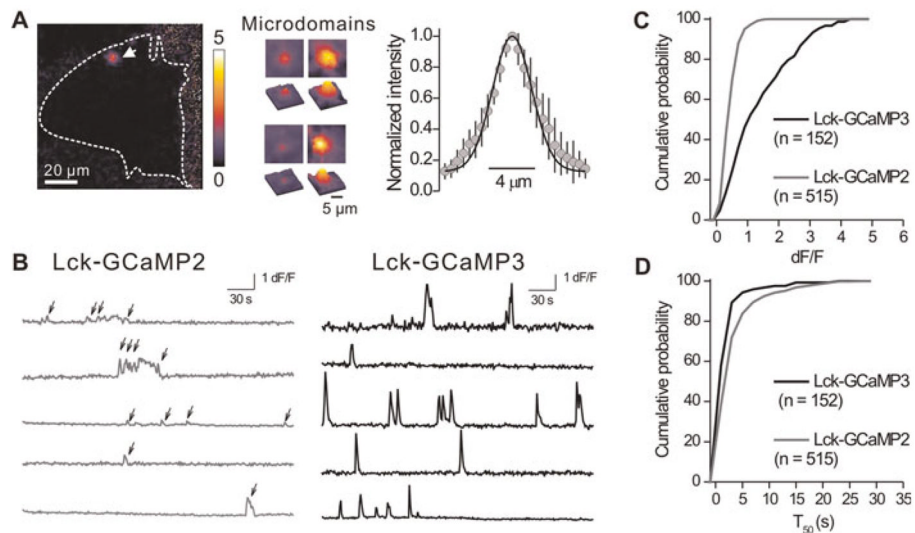 A
5
0
20 μm
Microdomains
5 μm
Normalized intensity
1.0
0.8
0.6
0.4
0.2
0.0
4 μm
B
Lck-GCaMP2
1 dF/F
30 s
Lck-GCaMP3
1 dF/F
30 s
C
Cumulative probability
100
80
60
40
20
0
Lck-GCaMP3
(n = 152)
Lck-GCaMP2
(n = 515)
0 1 2 3 4 5 6
dF/F
D
Cumulative probability
100
80
60
40
20
0
Lck-GCaMP3
(n = 152)
Lck-GCaMP2
(n = 515)
0 5 10 15 20 25 30 35
T50 (s)